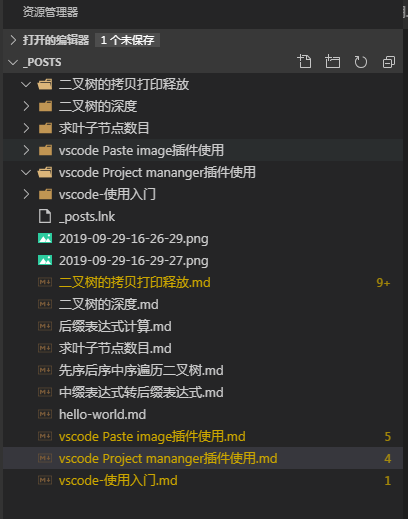 资源管理器
打开的编辑器 1 个未保存
_POSTS
二叉树的拷贝打印释放
二叉树的深度
求叶子节点数目
vscode Paste image插件使用
vscode Project mananger插件使用
vscode-使用入门
_posts.lnk
2019-09-29-16-26-29.png
2019-09-29-16-29-27.png
二叉树的拷贝打印释放.md 9+
二叉树的深度.md
后缀表达式计算.md
求叶子节点数目.md
先序后序中序遍历二叉树.md
中缀表达式转后缀表达式.md
hello-world.md
vscode Paste image插件使用.md 5
vscode Project mananger插件使用.md 4
vscode-使用入门.md 1